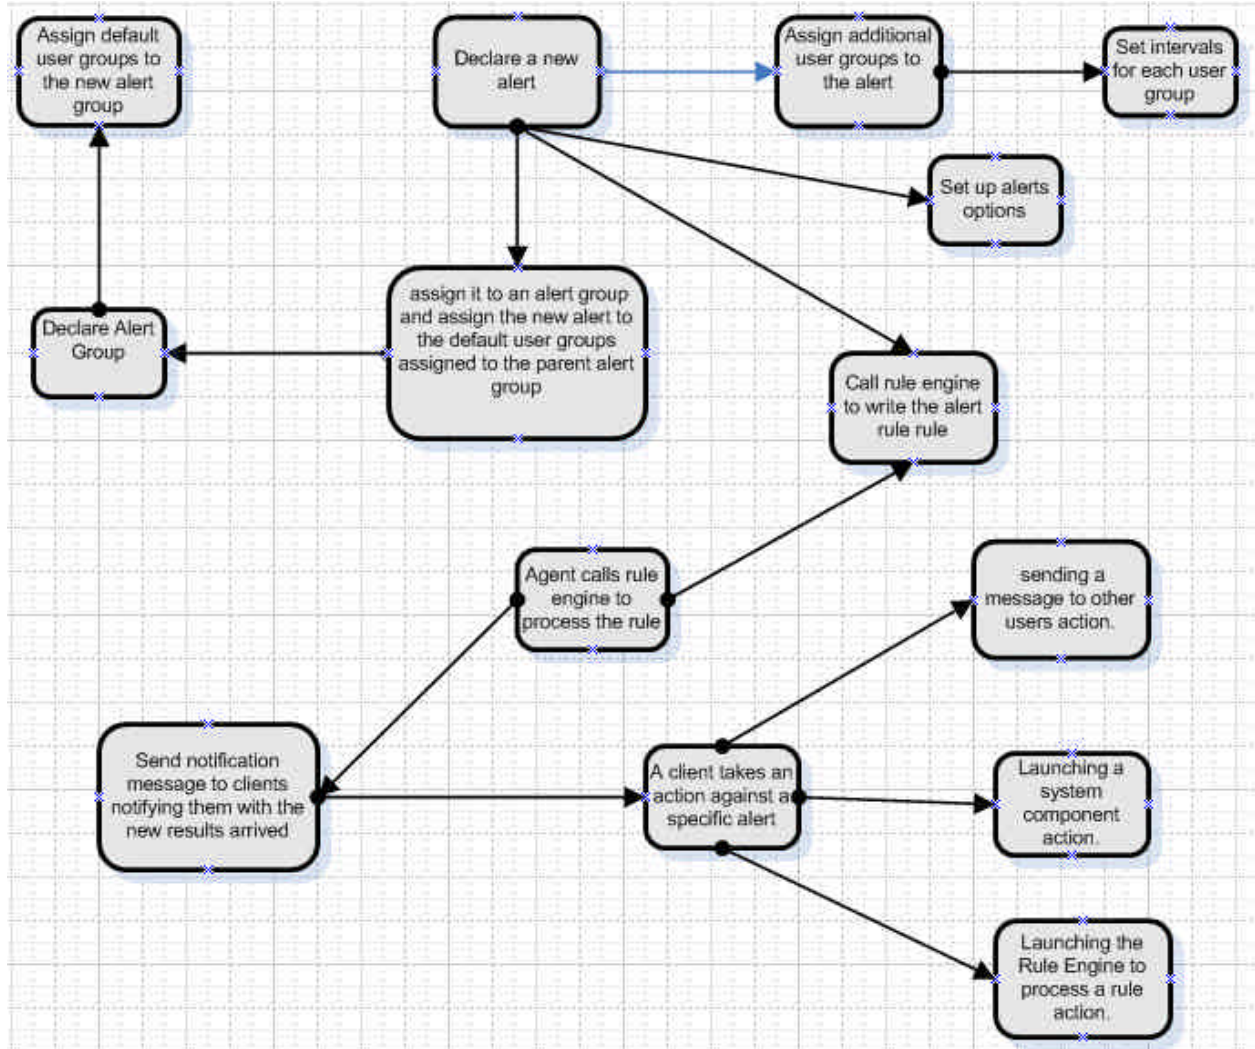 Assign default
user groups to
the new alert
group
Declare a new
alert
Assign additional
user groups to
the alert
Set intervals
for each user
group
Set up alerts
options
assign it to an alert group
and assign the new alert to
the default user groups
assigned to the parent alert
group
Declare Alert
Group
Call rule engine
to write the alert
rule rule
Agent calls rule
engine to
process the rule
sending a
message to other
users action.
Send notification
message to clients
notifying them with the
new results arrived
A client takes an
action against a
specific alert
Launching a
system
component
action.
Launching the
Rule Engine to
process a rule
action.